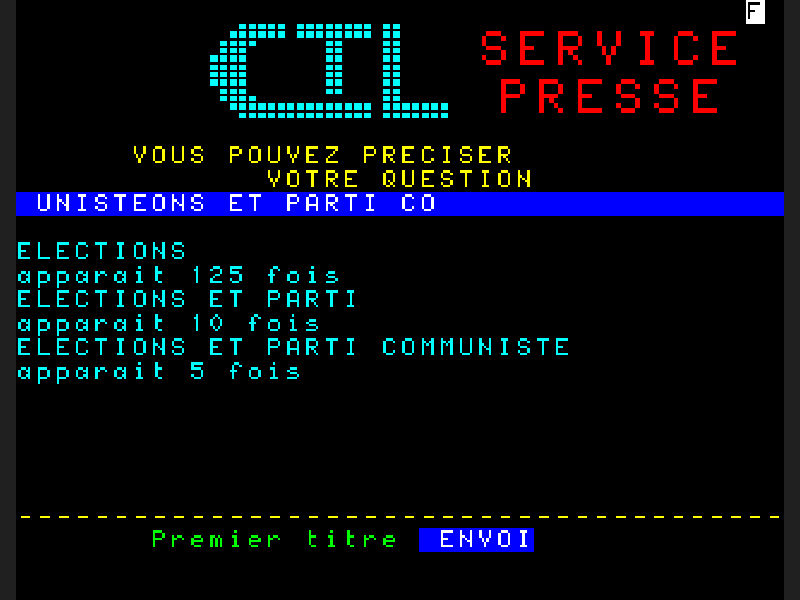 F
CIL SERVICE
PRESSE
VOUS POUVEZ PRECISER
VOTRE QUESTION
UNISTEONS ET PARTI CO
ELECTIONS
apparait 125 fois
ELECTIONS ET PARTI
apparait 10 fois
ELECTIONS ET PARTI COMMUNISTE
apparait 5 fois
Premier titre ENVOI